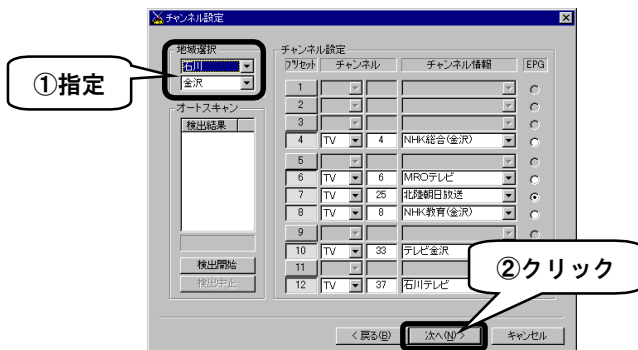 チャンネル設定
地域選択
石川
金沢
①指定
オートスキャン
検出結果
検出開始
検出中止
チャンネル設定
プリセット チャンネル チャンネル情報 EPG
1
2
3
4 TV 4 NHK総合(金沢)
5
6 TV 6 MROテレビ
7 TV 25 北陸朝日放送
8 TV 8 NHK教育(金沢)
9
10 TV 33 テレビ金沢
11
12 TV 37 石川テレビ
②クリック
< 戻る(B) 次へ(N) > キャンセル